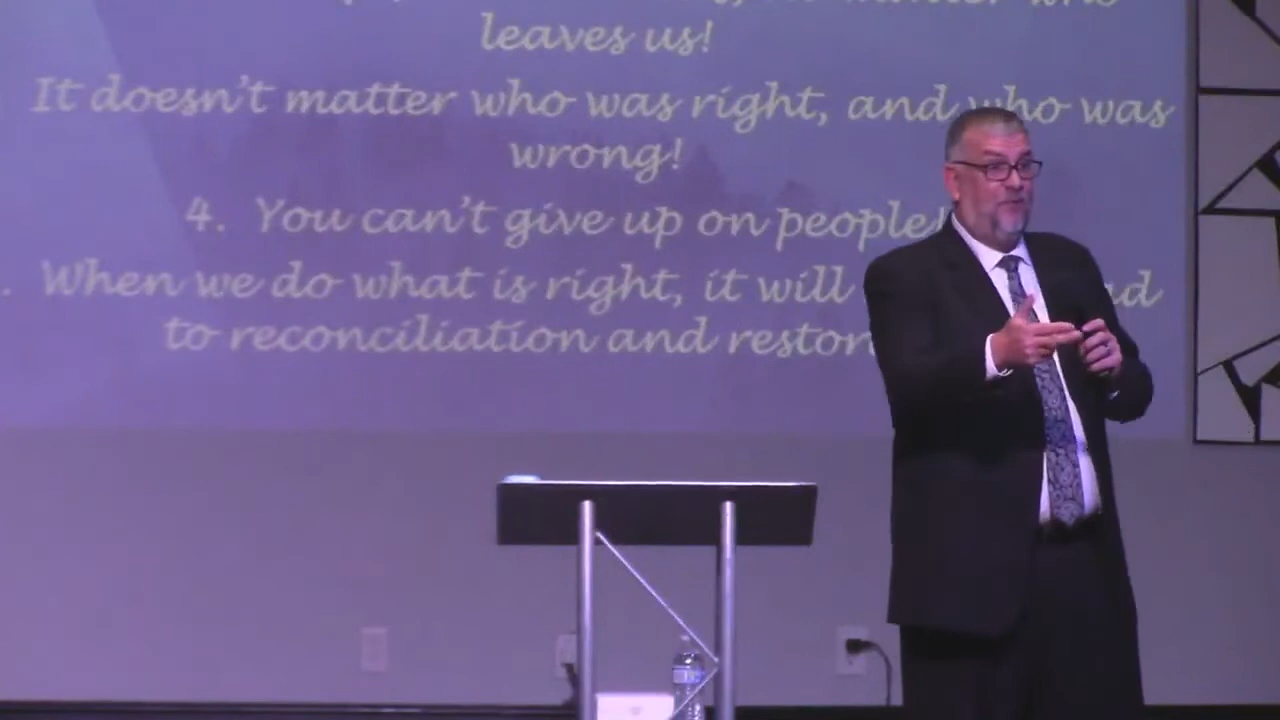 leaves us!
It doesn't matter who was right, and who was
wrong!
4. You can't give up on people!
. When we do what is right, it will
to reconciliation and